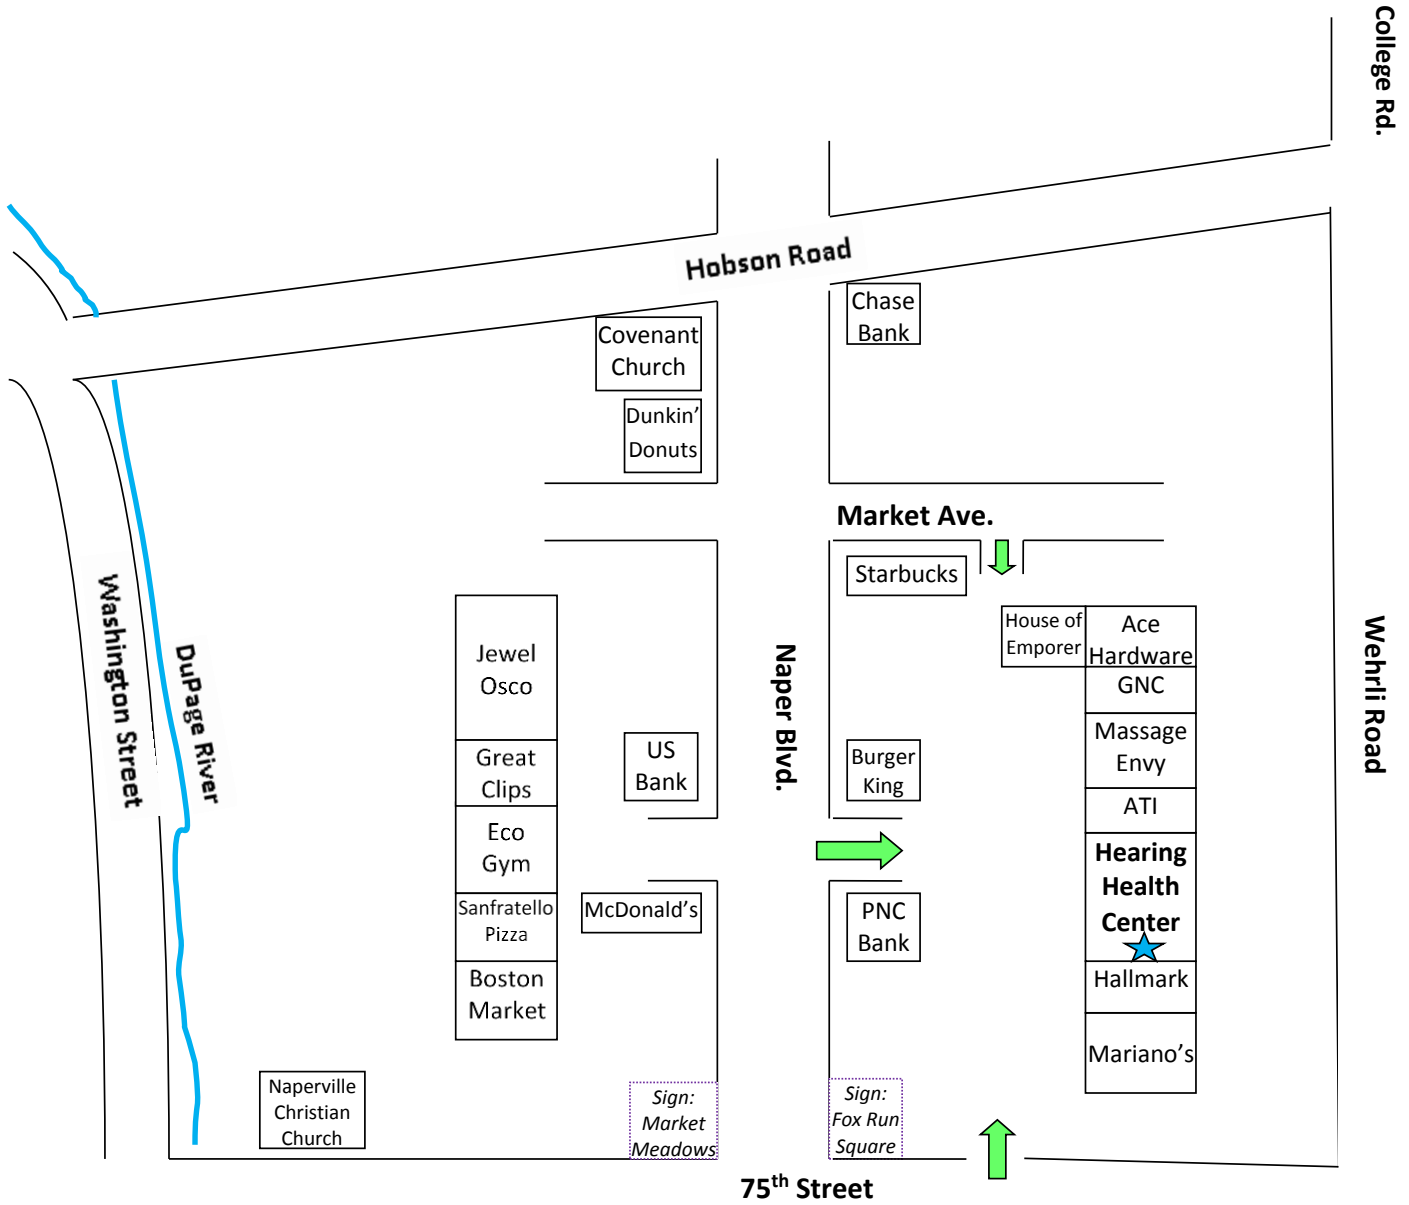 College Rd.
Hobson Road
Chase
Bank
Covenant
Church
Dunkin'
Donuts
Market Ave.
Starbucks
House of
Emporer
Ace
Hardware
GNC
Massage
Envy
ATI
Hearing
Health
Center
Hallmark
Mariano's
Wehrli Road
Naper Blvd.
Washington Street
DuPage River
Jewel
Osco
Great
Clips
Eco
Gym
Sanfratello
Pizza
Boston
Market
US
Bank
McDonald's
Burger
King
PNC
Bank
Naperville
Christian
Church
Sign:
Market
Meadows
Sign:
Fox Run
Square
75th Street